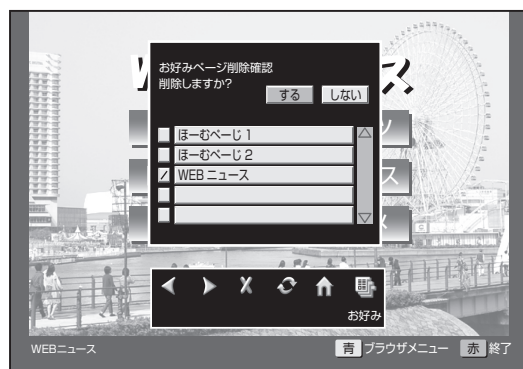 お好みページ削除確認
削除しますか?
する しない
ほーむぺーじ1
ほーむぺーじ2
WEBニュース
お好み
WEBニュース 青 ブラウザメニュー 赤 終了